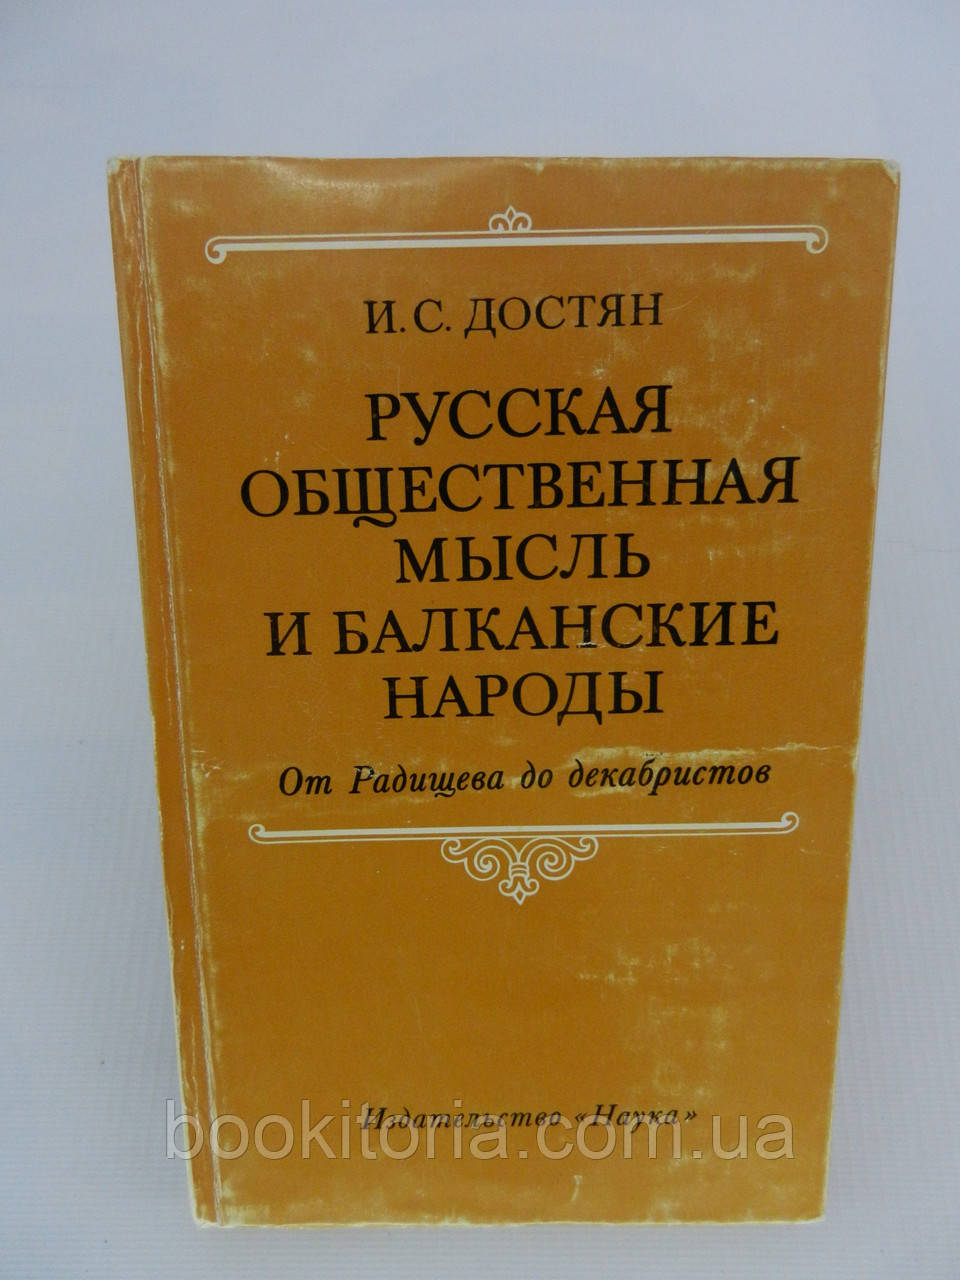 И. С. ДОСТЯН
РУССКАЯ
ОБЩЕСТВЕННАЯ
МЫСЛЬ
И БАЛКАНСКИЕ
НАРОДЫ
От Радищева до декабристов
Издательство «Наука»
bookitoria.com.ua